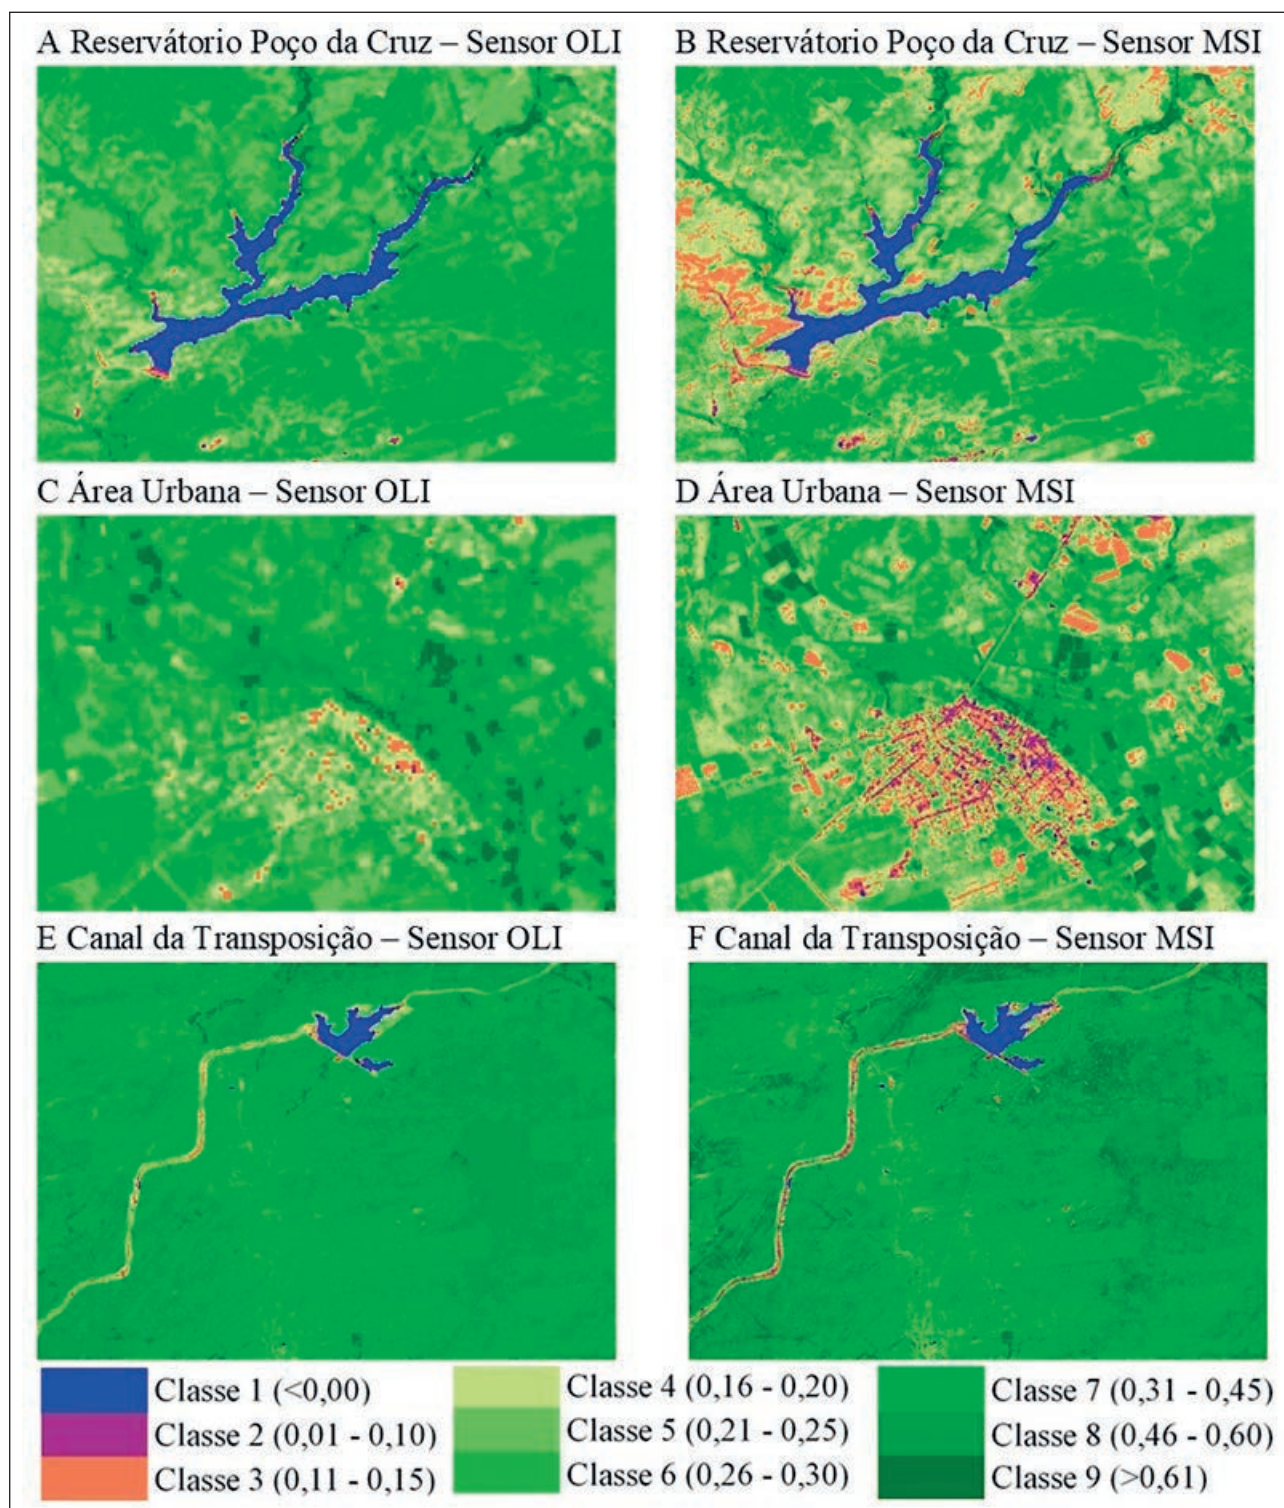 A Reservátorio Poço da Cruz – Sensor OLI
B Reservátorio Poço da Cruz – Sensor MSI
C Área Urbana – Sensor OLI
D Área Urbana – Sensor MSI
E Canal da Transposição – Sensor OLI
F Canal da Transposição – Sensor MSI
Classe 1 (<0,00)
Classe 2 (0,01 - 0,10)
Classe 3 (0,11 - 0,15)
Classe 4 (0,16 - 0,20)
Classe 5 (0,21 - 0,25)
Classe 6 (0,26 - 0,30)
Classe 7 (0,31 - 0,45)
Classe 8 (0,46 - 0,60)
Classe 9 (>0,61)